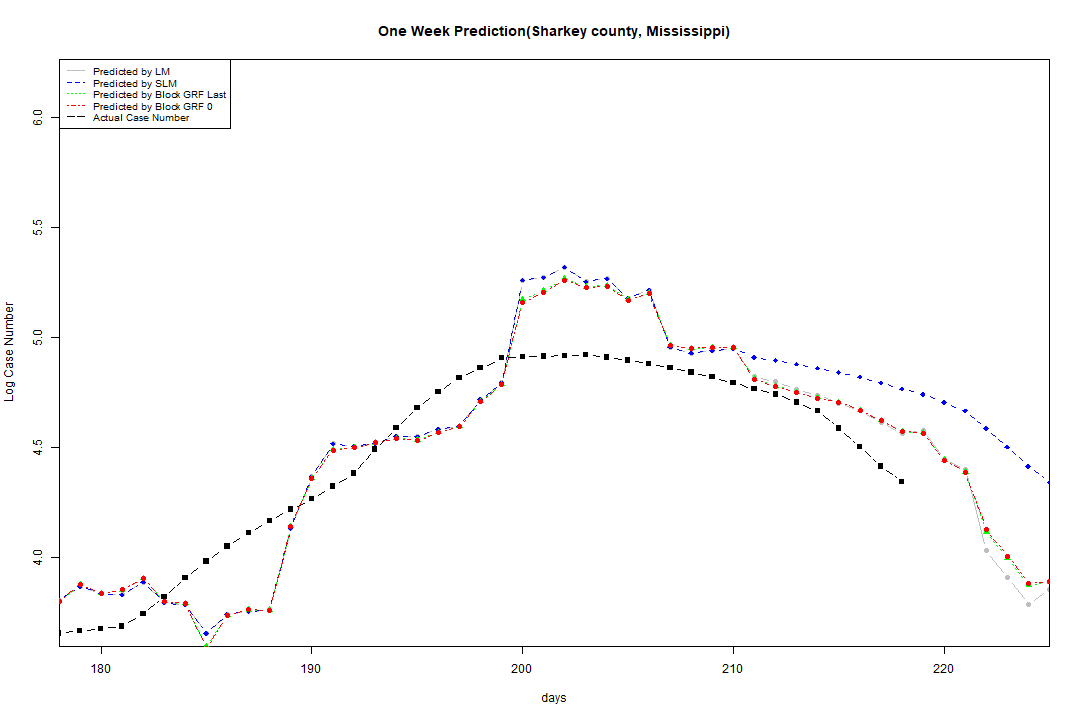 One Week Prediction(Sharkey county, Mississippi)
Predicted by LM
Predicted by SLM
Predicted by Block GRF Last
Predicted by Block GRF 0
Actual Case Number
Log Case Number
6.0
5.5
5.0
4.5
4.0
180 190 200 210 220
days